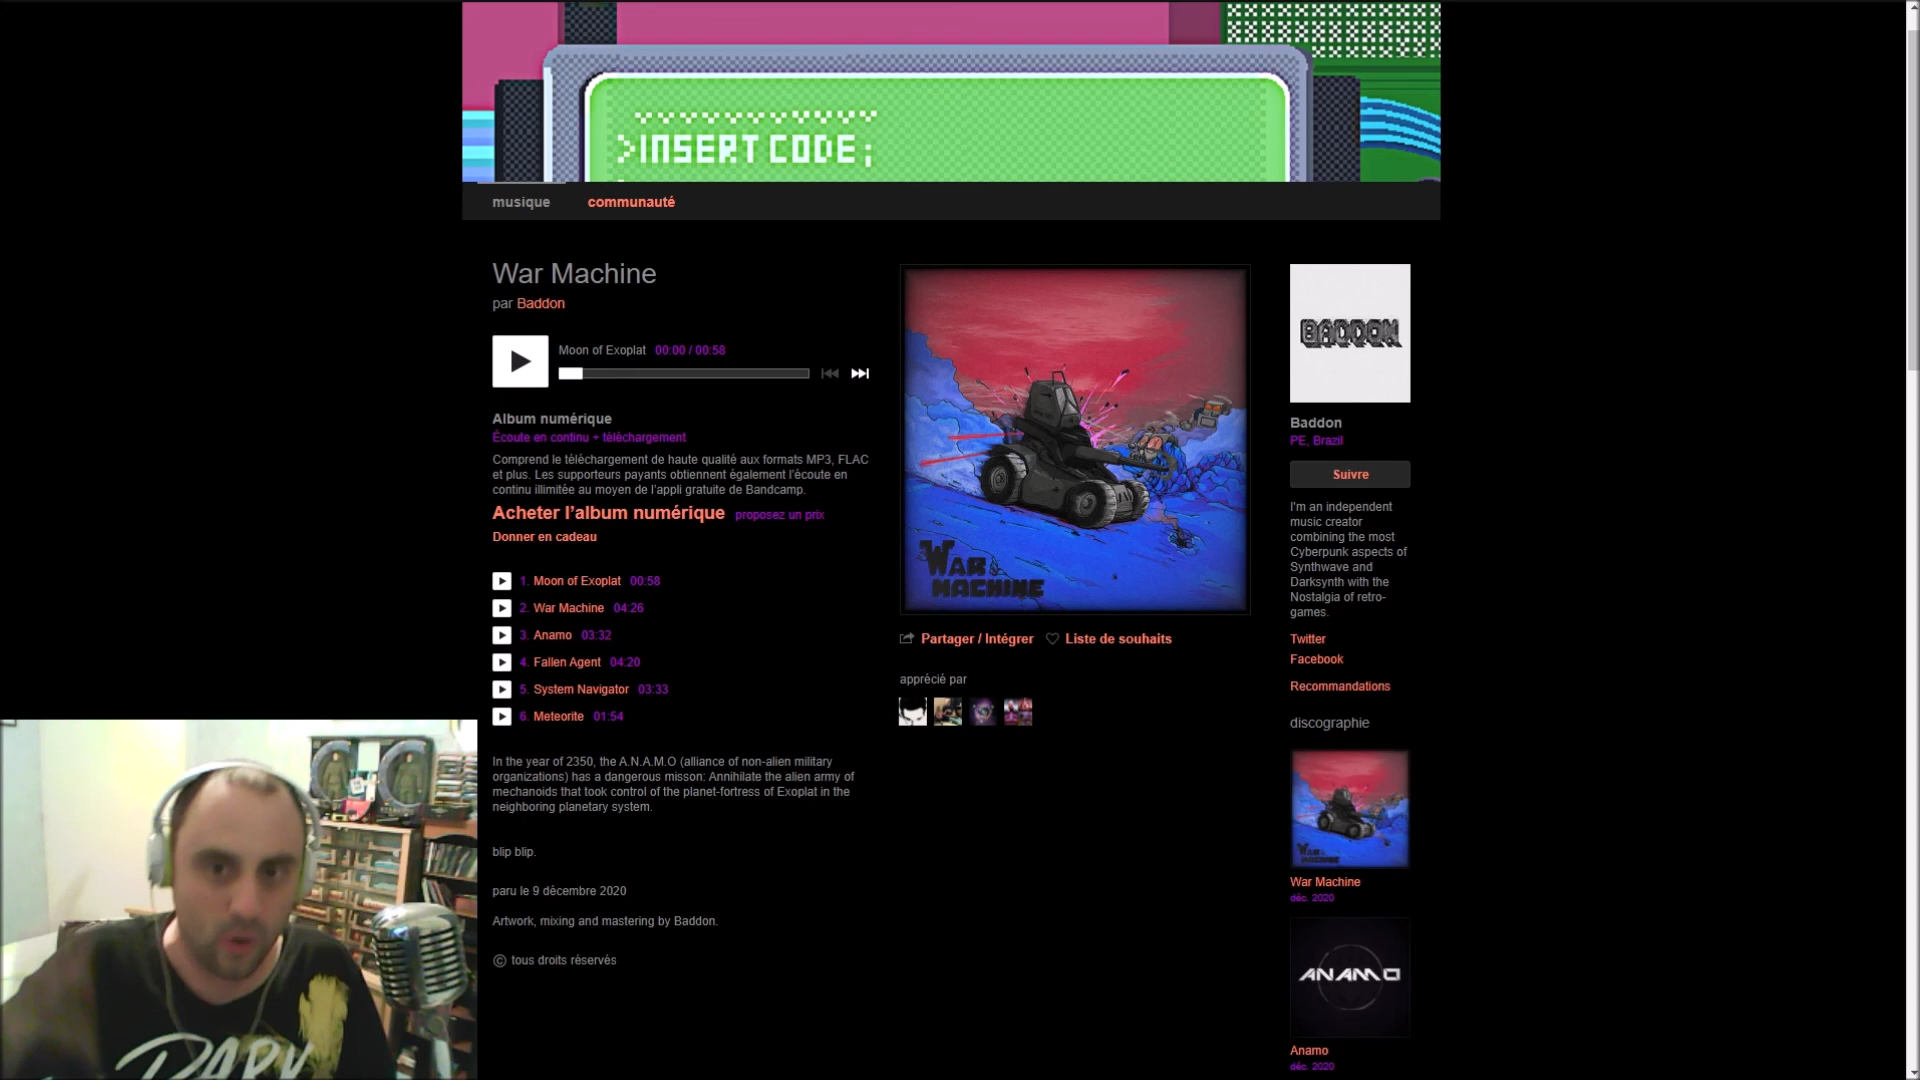 >INSERT CODE;
musique communauté
War Machine
par Baddon
Moon of Exoplat 00:00 / 00:58
Album numérique
Écoute en continu + téléchargement
Comprend le téléchargement de haute qualité aux formats MP3, FLAC
et plus. Les supporteurs payants obtiennent également l'écoute en
continu illimitée au moyen de l'appli gratuite de Bandcamp.
Acheter l'album numérique proposez un prix
Donner en cadeau
1. Moon of Exoplat 00:58
2. War Machine 04:26
3. Anamo 03:32
4. Fallen Agent 04:20
5. System Navigator 03:33
6. Meteorite 01:54
In the year of 2350, the A.N.A.M.O (alliance of non-alien military
organizations) has a dangerous misson: Annihilate the alien army of
mechanoids that took control of the planet-fortress of Exoplat in the
neighboring planetary system.
blip blip.
paru le 9 décembre 2020
Artwork, mixing and mastering by Baddon.
© tous droits réservés
WAR
MACHINE
Partager / Intégrer Liste de souhaits
apprécié par
BADDON
Baddon
PE, Brazil
Suivre
I'm an independent
music creator
combining the most
Cyberpunk aspects of
Synthwave and
Darksynth with the
Nostalgia of retro-
games.
Twitter
Facebook
Recommandations
discographie
WAR
MACHINE
War Machine
déc. 2020
ANAMO
Anamo
déc. 2020
DARK